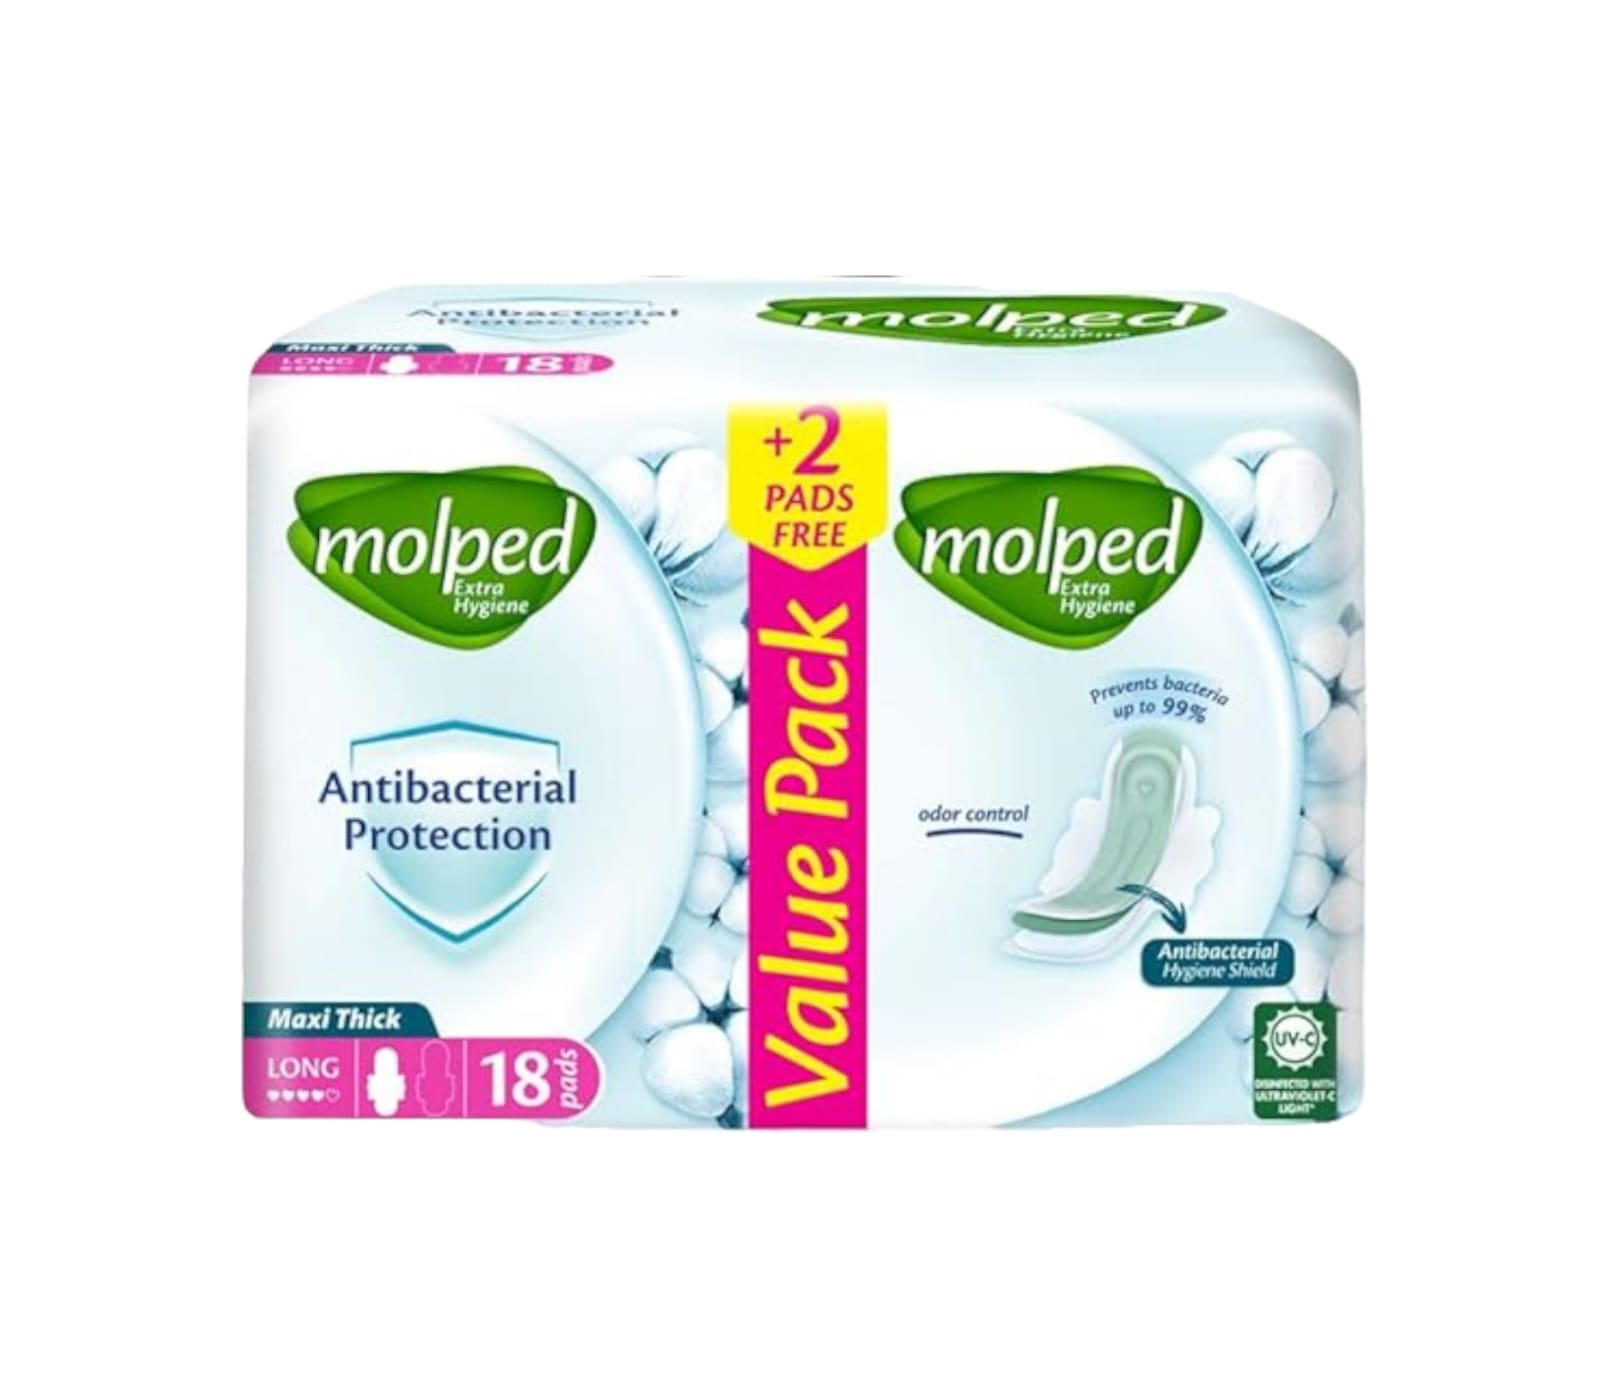 Antibacterial
Protection
molped
Extra
Hygiene
Maxi Thick
LONG
18 pads
+2
PADS
FREE
Value Pack
molped
Extra
Hygiene
Antibacterial
Protection
Maxi Thick
LONG
18 pads
molped
Extra
Hygiene
Prevents bacteria
up to 99%
odor control
Antibacterial
Hygiene Shield
UV-C
DISINFECTED WITH
ULTRAVIOLET-C
LIGHT*